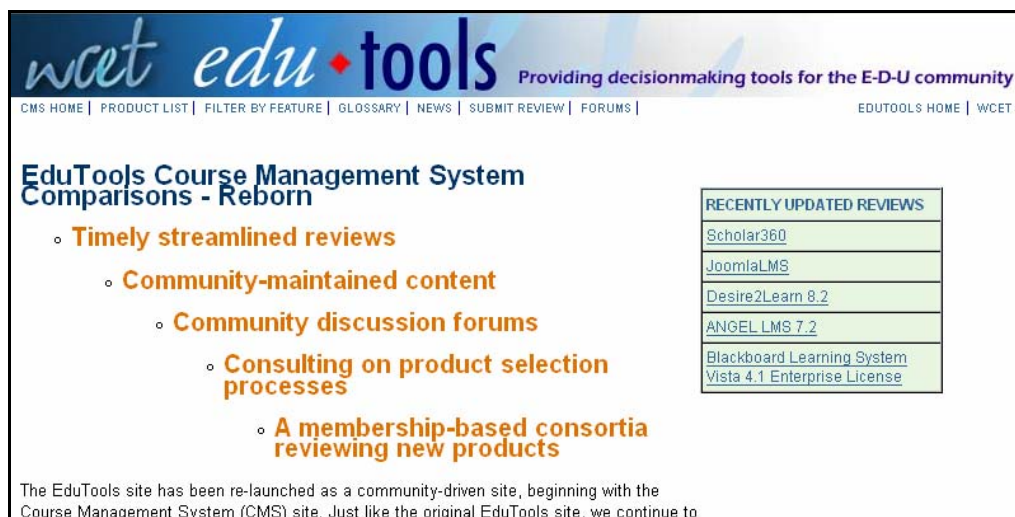 wcet edu♦tools Providing decisionmaking tools for the E-D-U community
CMS HOME | PRODUCT LIST | FILTER BY FEATURE | GLOSSARY | NEWS | SUBMIT REVIEW | FORUMS | EDUTOOLS HOME | WCET
EduTools Course Management System
Comparisons - Reborn
Timely streamlined reviews
Community-maintained content
Community discussion forums
Consulting on product selection
processes
A membership-based consortia
reviewing new products
RECENTLY UPDATED REVIEWS
Scholar360
JoomlaLMS
Desire2Learn 8.2
ANGEL LMS 7.2
Blackboard Learning System
Vista 4.1 Enterprise License
The EduTools site has been re-launched as a community-driven site, beginning with the
Course Management System (CMS) site. Just like the original EduTools site, we continue to